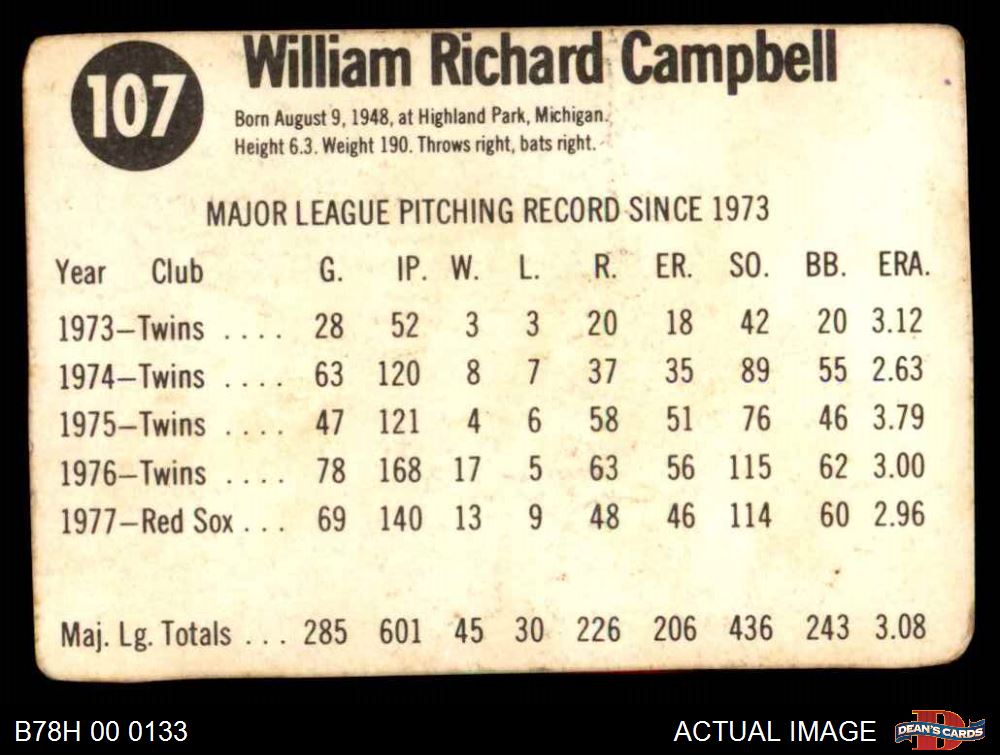 107
William Richard Campbell
Born August 9, 1948, at Highland Park, Michigan.
Height 6.3. Weight 190. Throws right, bats right.
MAJOR LEAGUE PITCHING RECORD SINCE 1973
Year Club G. IP. W. L. R. ER. SO. BB. ERA.
1973—Twins .... 28 52 3 3 20 18 42 20 3.12
1974—Twins .... 63 120 8 7 37 35 89 55 2.63
1975—Twins .... 47 121 4 6 58 51 76 46 3.79
1976—Twins .... 78 168 17 5 63 56 115 62 3.00
1977—Red Sox ... 69 140 13 9 48 46 114 60 2.96
Maj. Lg. Totals ... 285 601 45 30 226 206 436 243 3.08
B78H 00 0133 ACTUAL IMAGE D DEAN'S CARDS